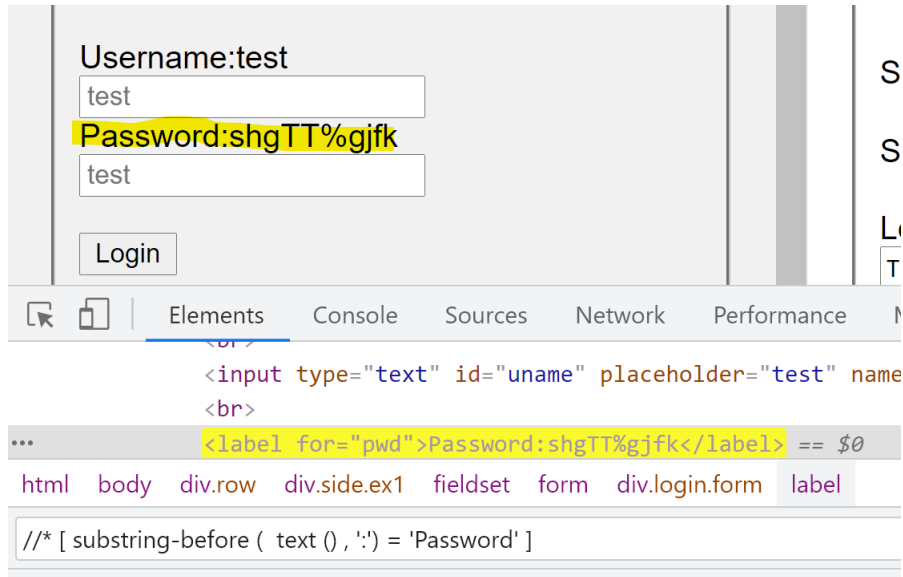 Username:test
test
Password:shgTT%gjfk
test
Login
S
S
T
Elements Console Sources Network Performance
<input type="text" id="uname" placeholder="test" name
<br>
... <label for="pwd">Password:shgTT%gjfk</label> == $0
html body div.row div.side.ex1 fieldset form div.login.form label
//* [ substring-before (  text () , ':') = 'Password' ]